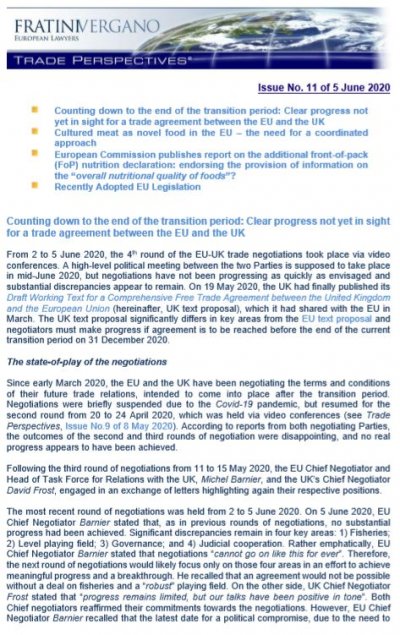 FRATINIVERGANO
EUROPEAN LAWYERS
TRADE PERSPECTIVES®
Issue No. 11 of 5 June 2020
Counting down to the end of the transition period: Clear progress not
yet in sight for a trade agreement between the EU and the UK
Cultured meat as novel food in the EU – the need for a coordinated
approach
European Commission publishes report on the additional front-of-pack
(FoP) nutrition declaration: endorsing the provision of information on
the “overall nutritional quality of foods”?
Recently Adopted EU Legislation
Counting down to the end of the transition period: Clear progress not yet in sight
for a trade agreement between the EU and the UK
From 2 to 5 June 2020, the 4th round of the EU-UK trade negotiations took place via video
conferences. A high-level political meeting between the two Parties is supposed to take place
in mid-June 2020, but negotiations have not been progressing as quickly as envisaged and
substantial discrepancies appear to remain. On 19 May 2020, the UK had finally published its
Draft Working Text for a Comprehensive Free Trade Agreement between the United Kingdom
and the European Union (hereinafter, UK text proposal), which it had shared with the EU in
March. The UK text proposal significantly differs in key areas from the EU text proposal and
negotiators must make progress if agreement is to be reached before the end of the current
transition period on 31 December 2020.
The state-of-play of the negotiations
Since early March 2020, the EU and the UK have been negotiating the terms and conditions
of their future trade relations, intended to come into place after the transition period.
Negotiations were briefly suspended due to the Covid-19 pandemic, but resumed for the
second round from 20 to 24 April 2020, which was held via video conferences (see Trade
Perspectives, Issue No.9 of 8 May 2020). According to reports from both negotiating Parties,
the outcomes of the second and third rounds of negotiation were disappointing, and no real
progress appears to have been achieved.
Following the third round of negotiations from 11 to 15 May 2020, the EU Chief Negotiator and
Head of Task Force for Relations with the UK, Michel Barnier, and the UK’s Chief Negotiator
David Frost, engaged in an exchange of letters highlighting again their respective positions.
The most recent round of negotiations was held from 2 to 5 June 2020. On 5 June 2020, EU
Chief Negotiator Barnier stated that, as in previous rounds of negotiations, no substantial
progress had been achieved. Significant discrepancies remain in four key areas: 1) Fisheries;
2) Level playing field; 3) Governance; and 4) Judicial cooperation. Rather emphatically, EU
Chief Negotiator Barnier stated that negotiations “cannot go on like this for ever”. Therefore,
the next round of negotiations would likely focus only on those four areas in an effort to achieve
meaningful progress and a breakthrough. He recalled that an agreement would not be possible
without a deal on fisheries and a “robust” playing field. On the other side, UK Chief Negotiator
Frost stated that “progress remains limited, but our talks have been positive in tone”. Both
Chief negotiators reaffirmed their commitments towards the negotiations. However, EU Chief
Negotiator Barnier recalled that the latest date for a political compromise, due to the need to